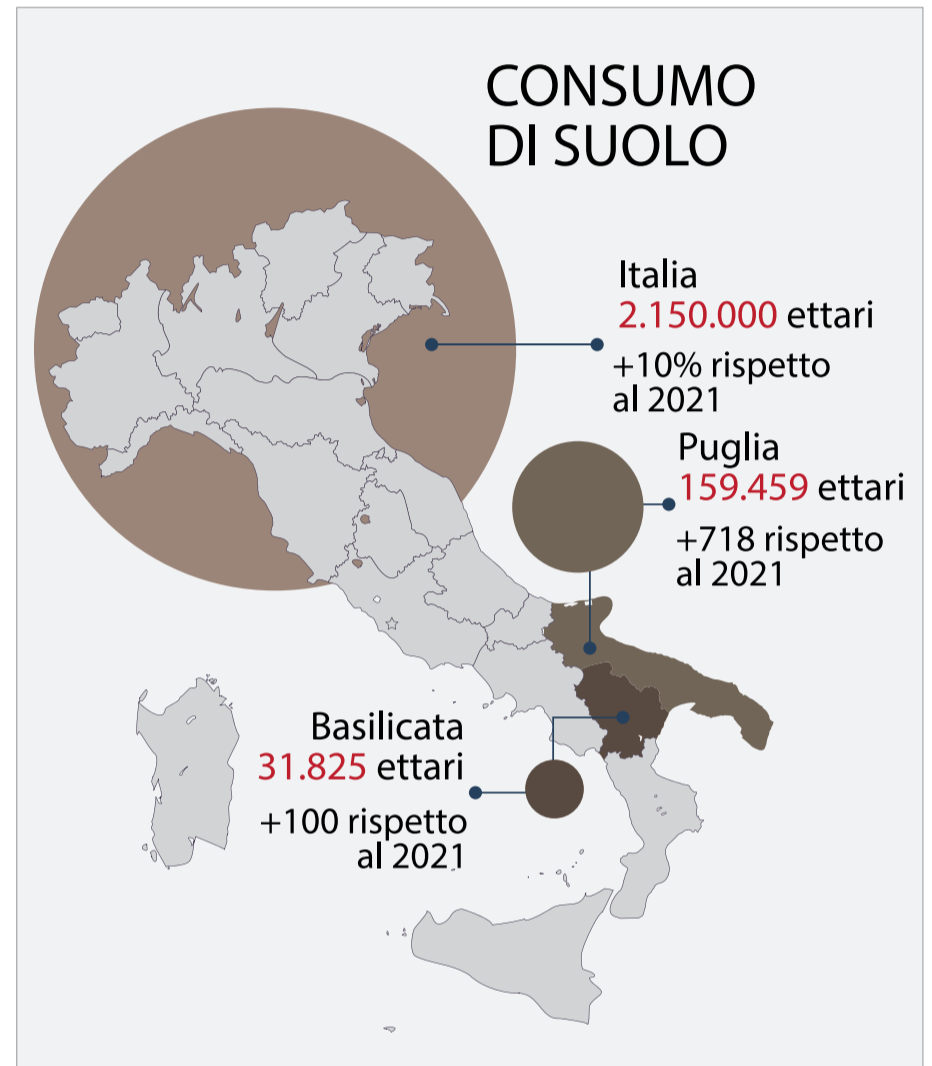 CONSUMO
DI SUOLO
Italia
2.150.000 ettari
+10% rispetto
al 2021
Puglia
159.459 ettari
+718 rispetto
al 2021
Basilicata
31.825 ettari
+100 rispetto
al 2021